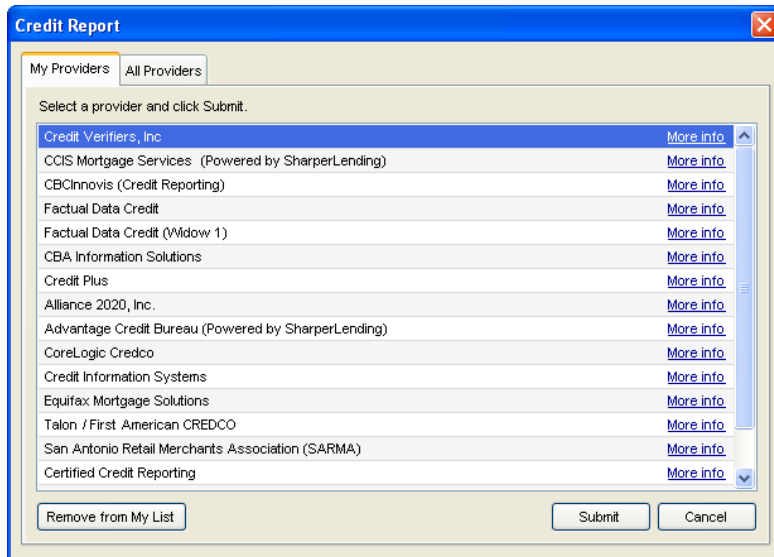 Credit Report
My Providers All Providers
Select a provider and click Submit.
Credit Verifiers, Inc More info
CCIS Mortgage Services (Powered by SharperLending) More info
CBCInnovis (Credit Reporting) More info
Factual Data Credit More info
Factual Data Credit (Widow 1) More info
CBA Information Solutions More info
Credit Plus More info
Alliance 2020, Inc. More info
Advantage Credit Bureau (Powered by SharperLending) More info
CoreLogic Credco More info
Credit Information Systems More info
Equifax Mortgage Solutions More info
Talon / First American CREDCO More info
San Antonio Retail Merchants Association (SARMA) More info
Certified Credit Reporting More info
Remove from My List Submit Cancel